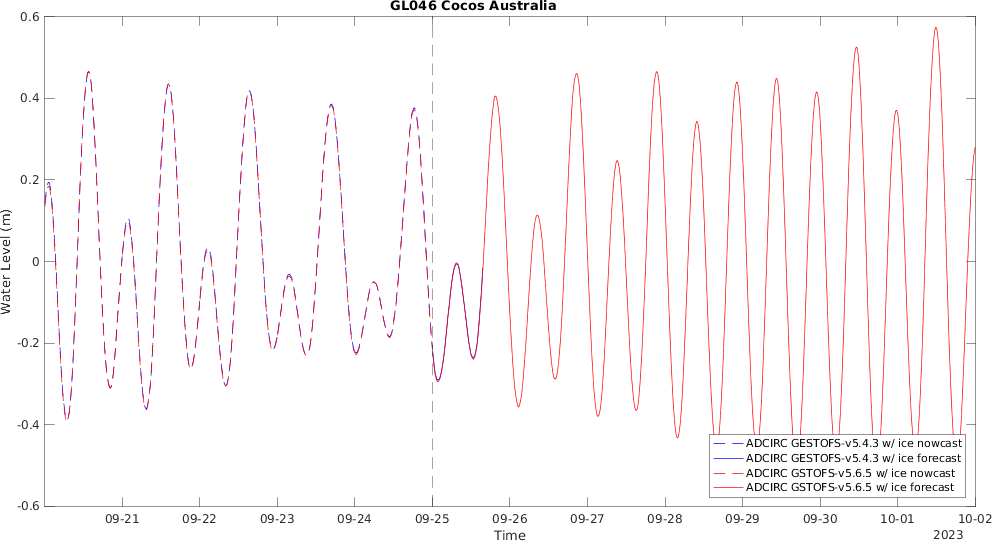 GL046 Cocos Australia
0.6
0.4
0.2
0
-0.2
-0.4
-0.6
Water Level (m)
ADCIRC GESTOFS-v5.4.3 w/ ice nowcast
ADCIRC GESTOFS-v5.4.3 w/ ice forecast
ADCIRC GSTOFS-v5.6.5 w/ ice nowcast
ADCIRC GSTOFS-v5.6.5 w/ ice forecast
09-21 09-22 09-23 09-24 09-25 09-26 09-27 09-28 09-29 09-30 10-01 10-02
Time
2023